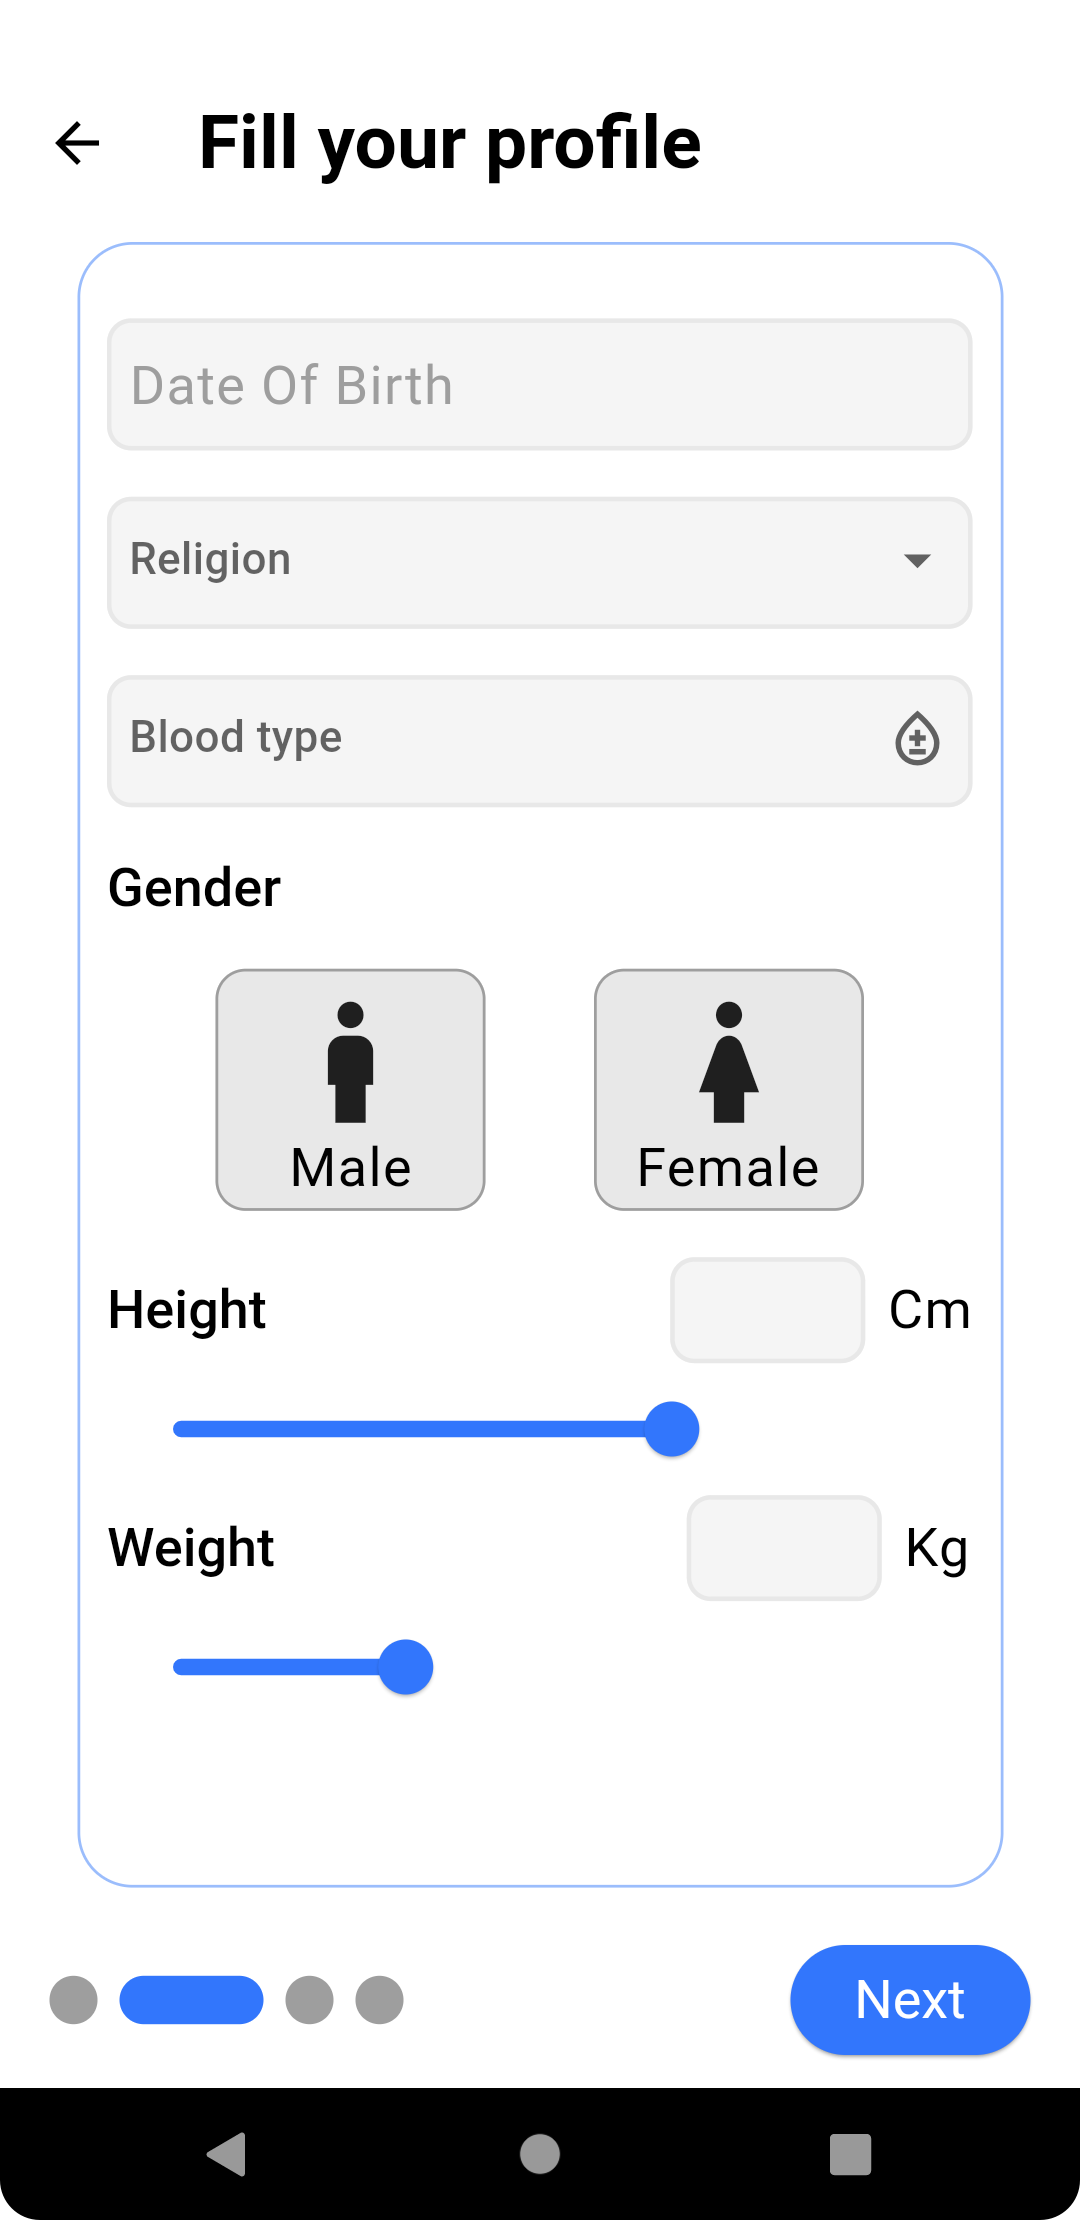 Fill your profile
Date Of Birth
Religion
Blood type
Gender
Male
Female
Height
Cm
Weight
Kg
Next